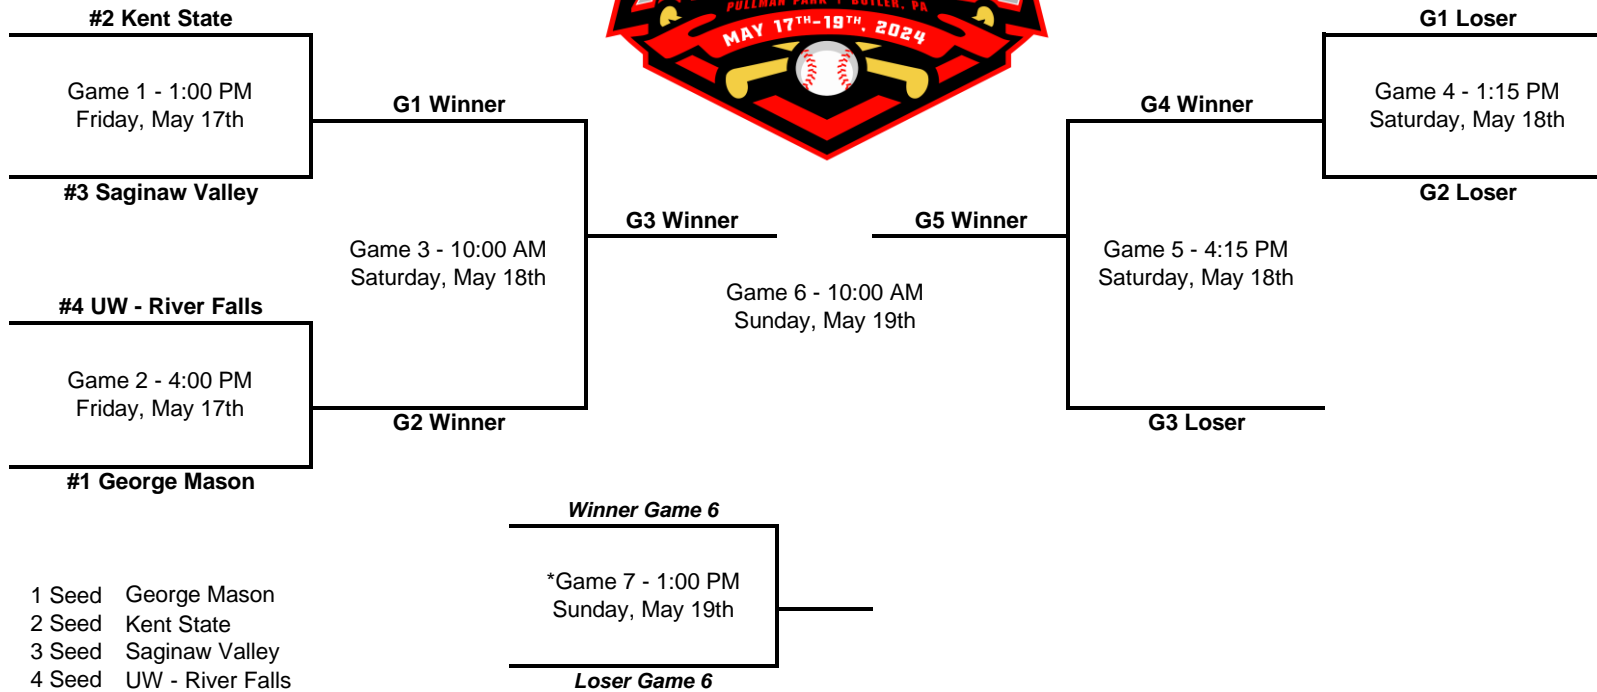 PULLMAN PARK
BUTLER, PA
MAY 17TH-19TH, 2024
#2 Kent State
Game 1 - 1:00 PM
Friday, May 17th
#3 Saginaw Valley
G1 Winner
Game 3 - 10:00 AM
Saturday, May 18th
#4 UW - River Falls
Game 2 - 4:00 PM
Friday, May 17th
#1 George Mason
G2 Winner
G3 Winner
Game 6 - 10:00 AM
Sunday, May 19th
G5 Winner
G4 Winner
Game 5 - 4:15 PM
Saturday, May 18th
G3 Loser
G1 Loser
Game 4 - 1:15 PM
Saturday, May 18th
G2 Loser
Winner Game 6
*Game 7 - 1:00 PM
Sunday, May 19th
Loser Game 6
1 Seed George Mason
2 Seed Kent State
3 Seed Saginaw Valley
4 Seed UW - River Falls